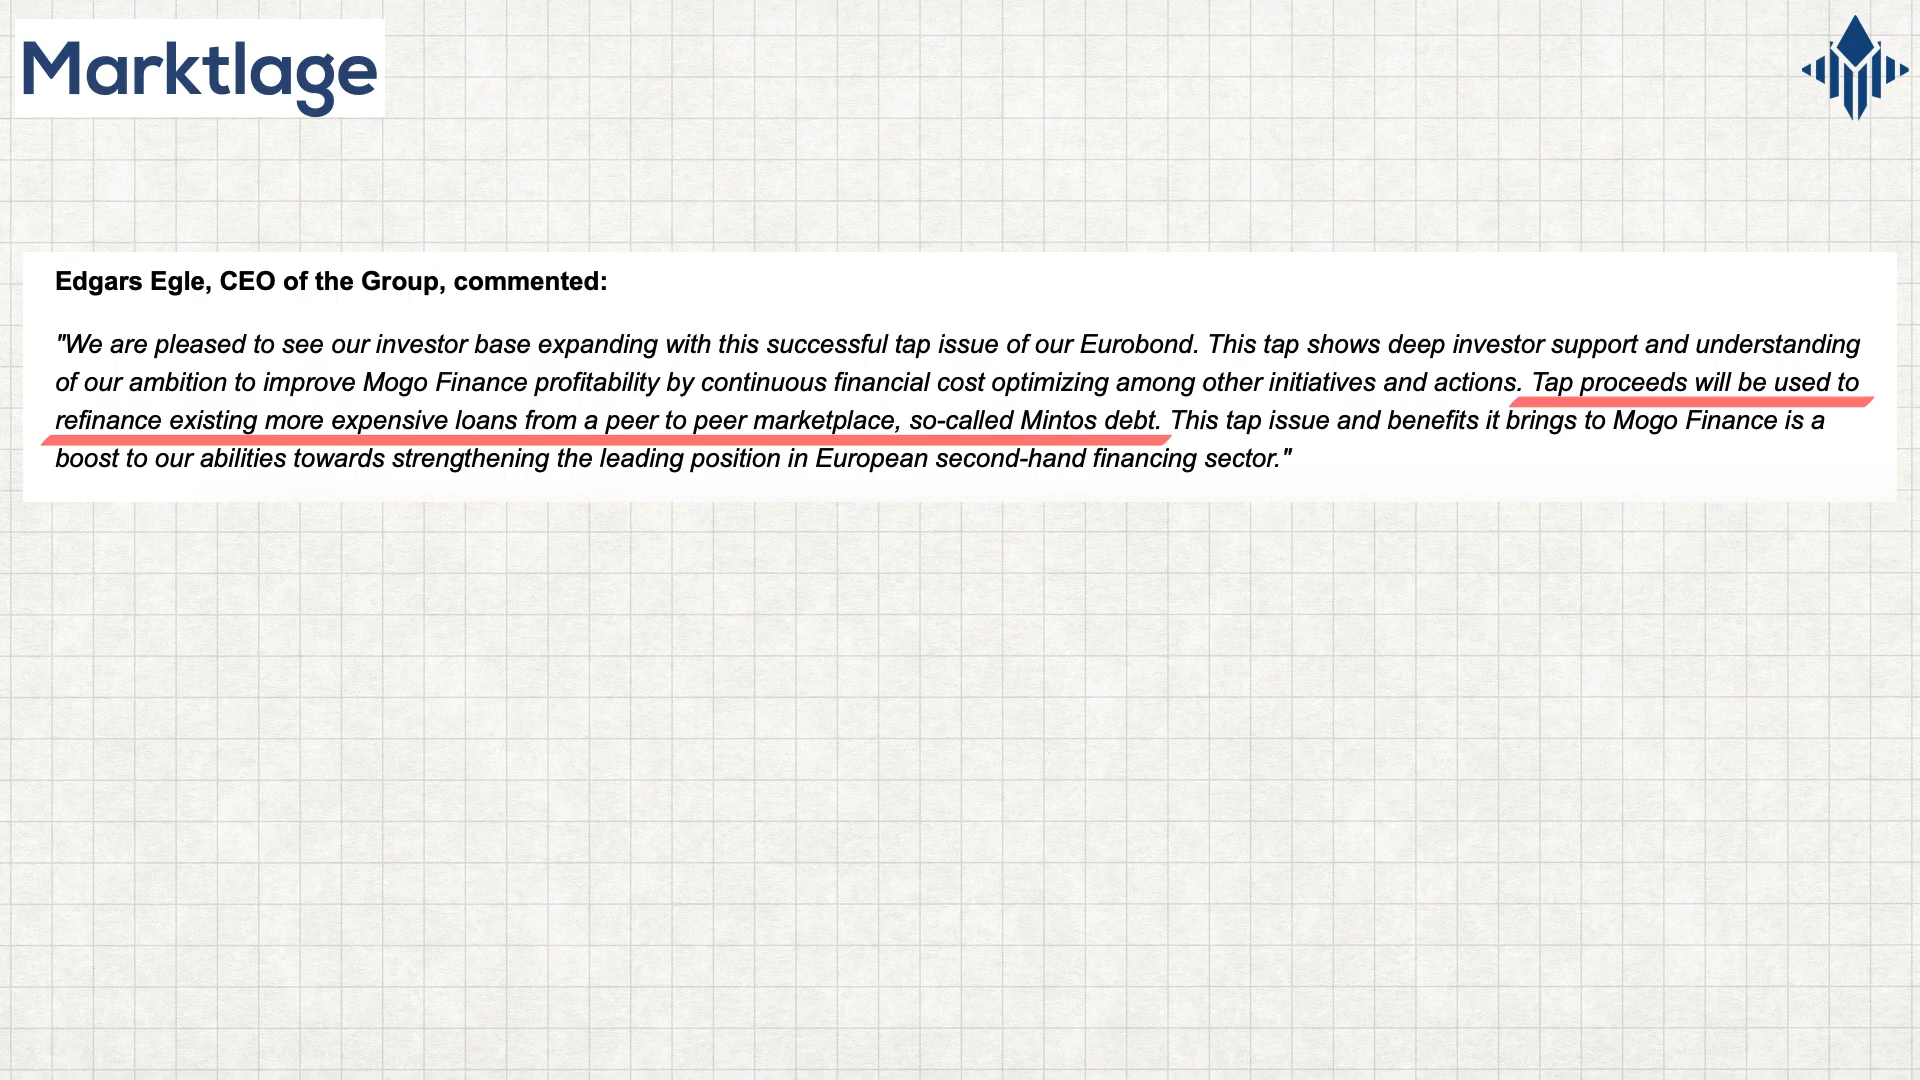 Marktlage
Edgars Egle, CEO of the Group, commented:
"We are pleased to see our investor base expanding with this successful tap issue of our Eurobond. This tap shows deep investor support and understanding
of our ambition to improve Mogo Finance profitability by continuous financial cost optimizing among other initiatives and actions. Tap proceeds will be used to
refinance existing more expensive loans from a peer to peer marketplace, so-called Mintos debt. This tap issue and benefits it brings to Mogo Finance is a
boost to our abilities towards strengthening the leading position in European second-hand financing sector."